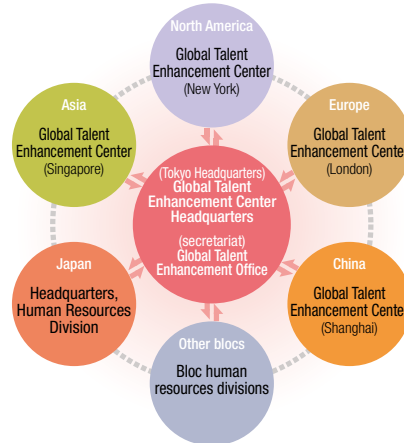 North America
Global Talent
Enhancement Center
(New York)
Asia
Global Talent
Enhancement Center
(Singapore)
Europe
Global Talent
Enhancement Center
(London)
(Tokyo Headquarters)
Global Talent
Enhancement Center
Headquarters
(secretariat)
Global Talent
Enhancement Office
Japan
Headquarters,
Human Resources
Division
China
Global Talent
Enhancement Center
(Shanghai)
Other blocs
Bloc human
resources divisions